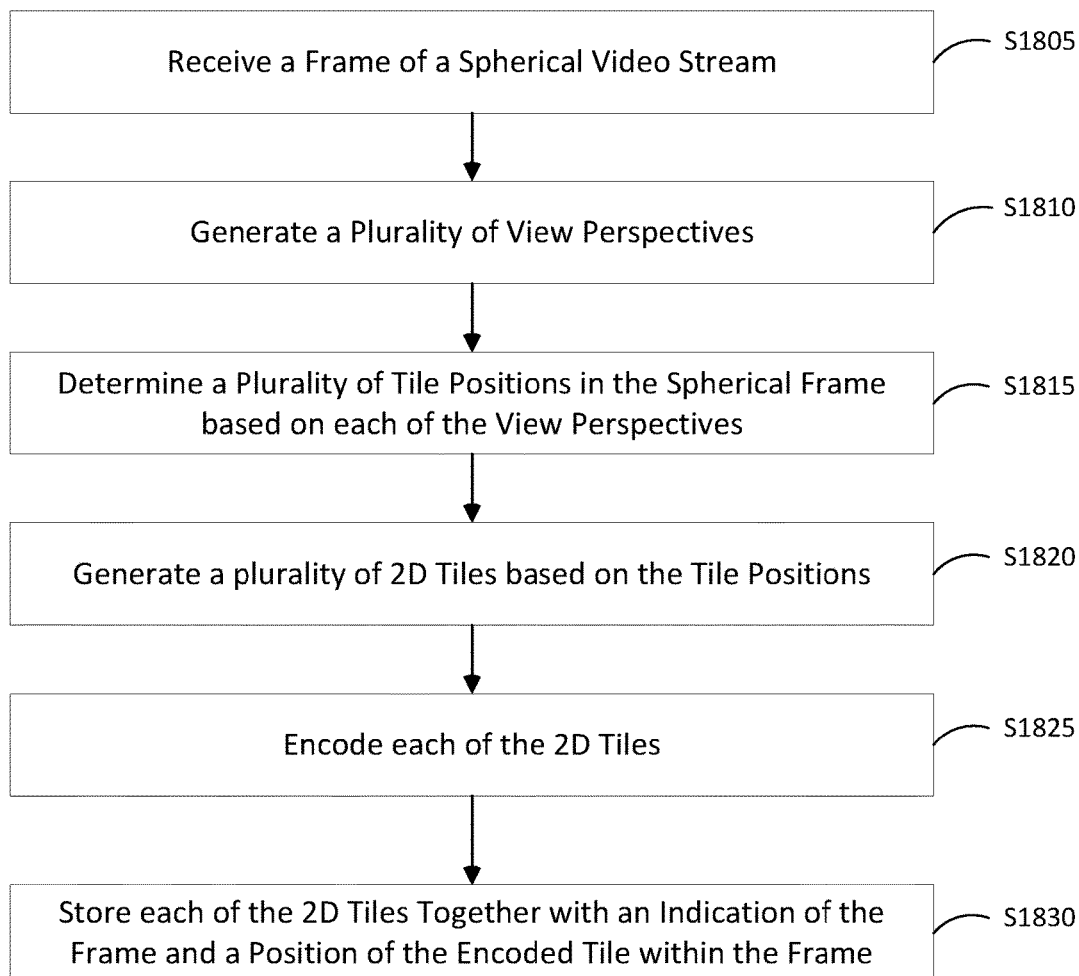 Receive a Frame of a Spherical Video Stream
S1805
Generate a Plurality of View Perspectives
S1810
Determine a Plurality of Tile Positions in the Spherical Frame
based on each of the View Perspectives
S1815
Generate a plurality of 2D Tiles based on the Tile Positions
S1820
Encode each of the 2D Tiles
S1825
Store each of the 2D Tiles Together with an Indication of the
Frame and a Position of the Encoded Tile within the Frame
S1830